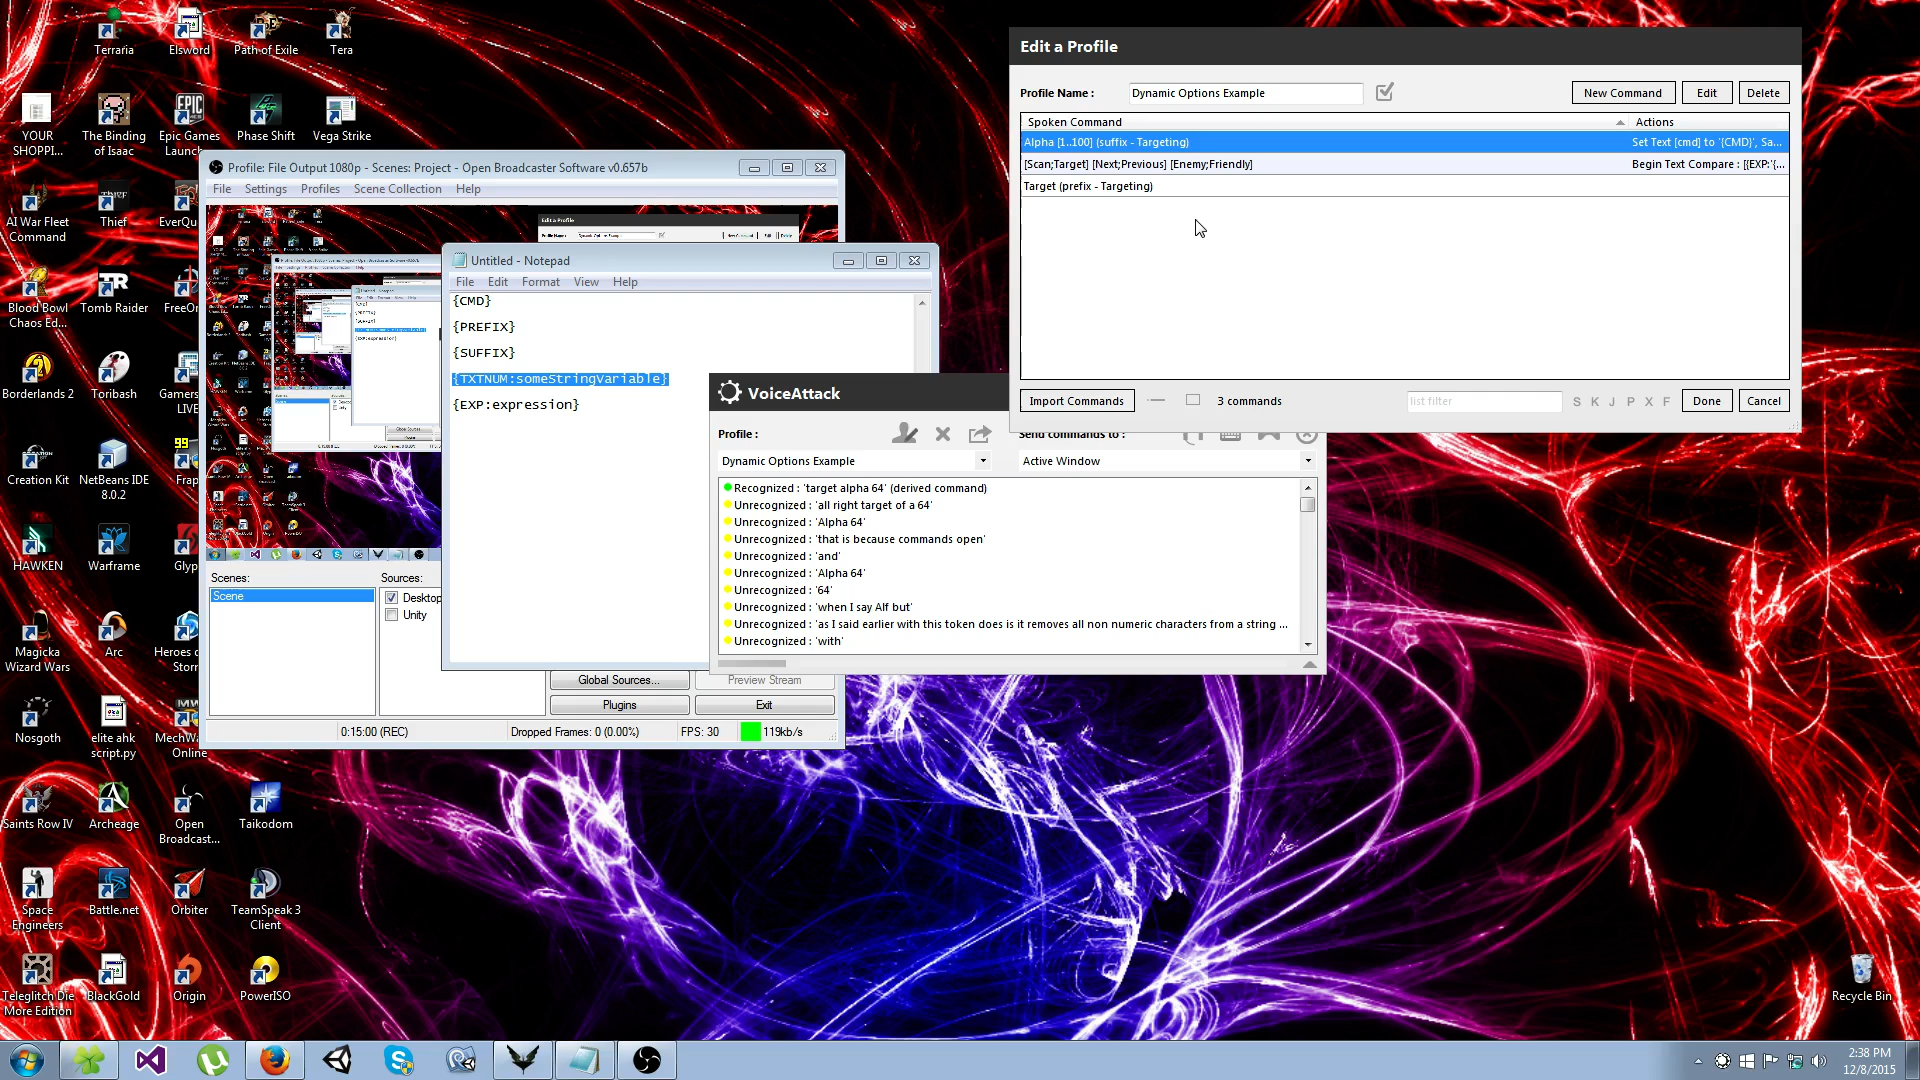 Terraria
Elsword
Path of Exile
Tera
YOUR SHOPPI...
The Binding of Isaac
Epic Games Launch...
Phase Shift
Vega Strike
AI War Fleet Command
Thief
EverQu
Blood Bowl Chaos Ed...
Tomb Raider
FreeOr
Borderlands 2
Toribash
Gamers LIVE
Creation Kit
NetBeans IDE 8.0.2
Frap
HAWKEN
Warframe
Glyp
Magicka Wizard Wars
Arc
Heroes o Storn
Nosgoth
elite ahk script.py
MechWa Online
Saints Row IV
Archeage
Open Broadcast...
Taikodom
Space Engineers
Battle.net
Orbiter
TeamSpeak 3 Client
Teleglitch Die More Edition
BlackGold
Origin
PowerISO
Recycle Bin
Profile: File Output 1080p - Scenes: Project - Open Broadcaster Software v0.657b
File Settings Profiles Scene Collection Help
Scenes:
Sources:
Scene
Desktop
Unity
Global Sources...
Preview Stream
Plugins
Exit
0:15:00 (REC)
Dropped Frames: 0 (0.00%)
FPS: 30
119kb/s
Untitled - Notepad
File Edit Format View Help
{CMD}
{PREFIX}
{SUFFIX}
{TXTNUM:someStringVariable}
{EXP:expression}
VoiceAttack
Profile :
Send commands to :
Dynamic Options Example
Active Window
Recognized : 'target alpha 64' (derived command)
Unrecognized : 'all right target of a 64'
Unrecognized : 'Alpha 64'
Unrecognized : 'that is because commands open'
Unrecognized : 'and'
Unrecognized : 'Alpha 64'
Unrecognized : '64'
Unrecognized : 'when I say Alf but'
Unrecognized : 'as I said earlier with this token does is it removes all non numeric characters from a string ...
Unrecognized : 'with'
Edit a Profile
Profile Name :
Dynamic Options Example
New Command
Edit
Delete
Spoken Command
Actions
Alpha [1..100] (suffix - Targeting)
Set Text [cmd] to '{CMD}', Sa...
[Scan;Target] [Next;Previous] [Enemy;Friendly]
Begin Text Compare : [{EXP:'{...
Target (prefix - Targeting)
Import Commands
3 commands
list filter
S K J P X F
Done
Cancel
2:38 PM
12/8/2015